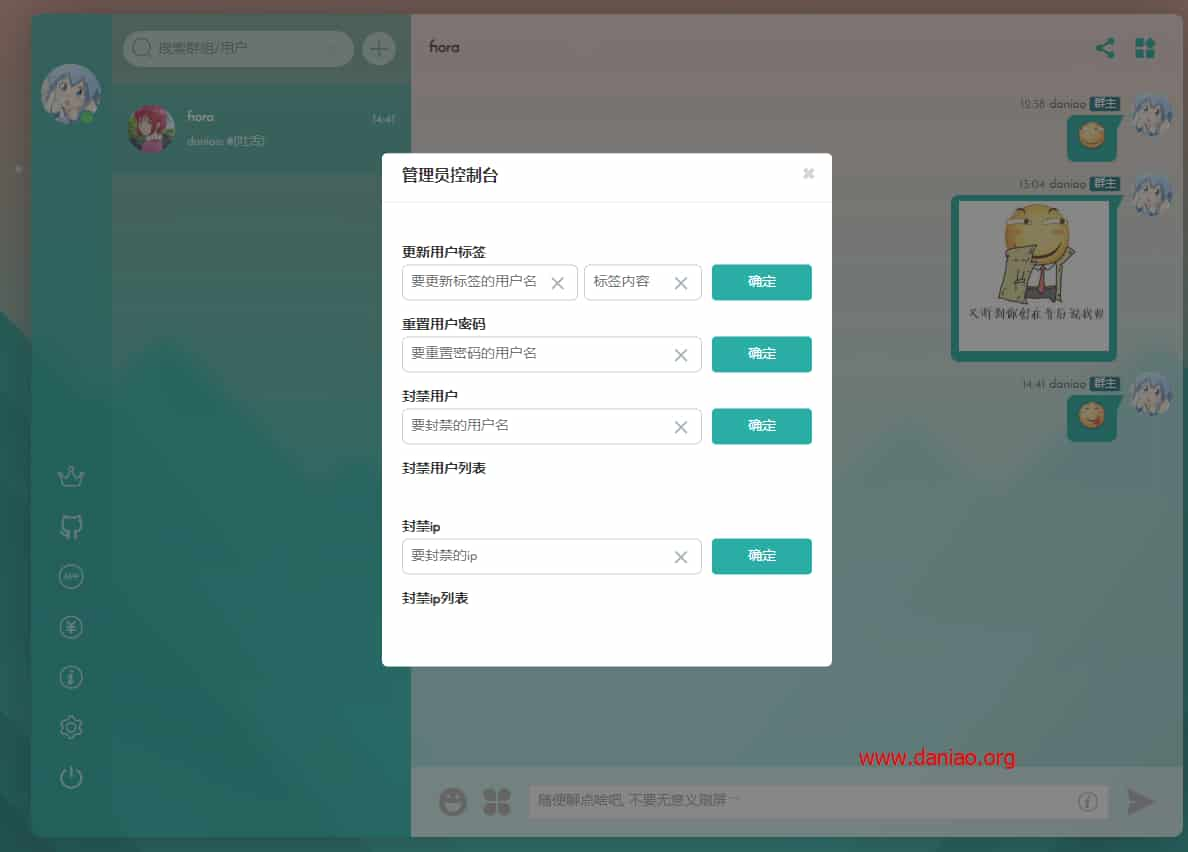 搜索群组/用户
fiora
14:41
daniao: #(吐舌)
APP
fiora
12:58 daniao 群主
13:04 daniao 群主
又听到你们在背后说我帅
14:41 daniao 群主
管理员控制台
更新用户标签
要更新标签的用户名
标签内容
确定
重置用户密码
要重置密码的用户名
确定
封禁用户
要封禁的用户名
确定
封禁用户列表
封禁ip
要封禁的ip
确定
封禁ip列表
www.daniao.org
随便聊点啥吧, 不要无意义刷屏~~